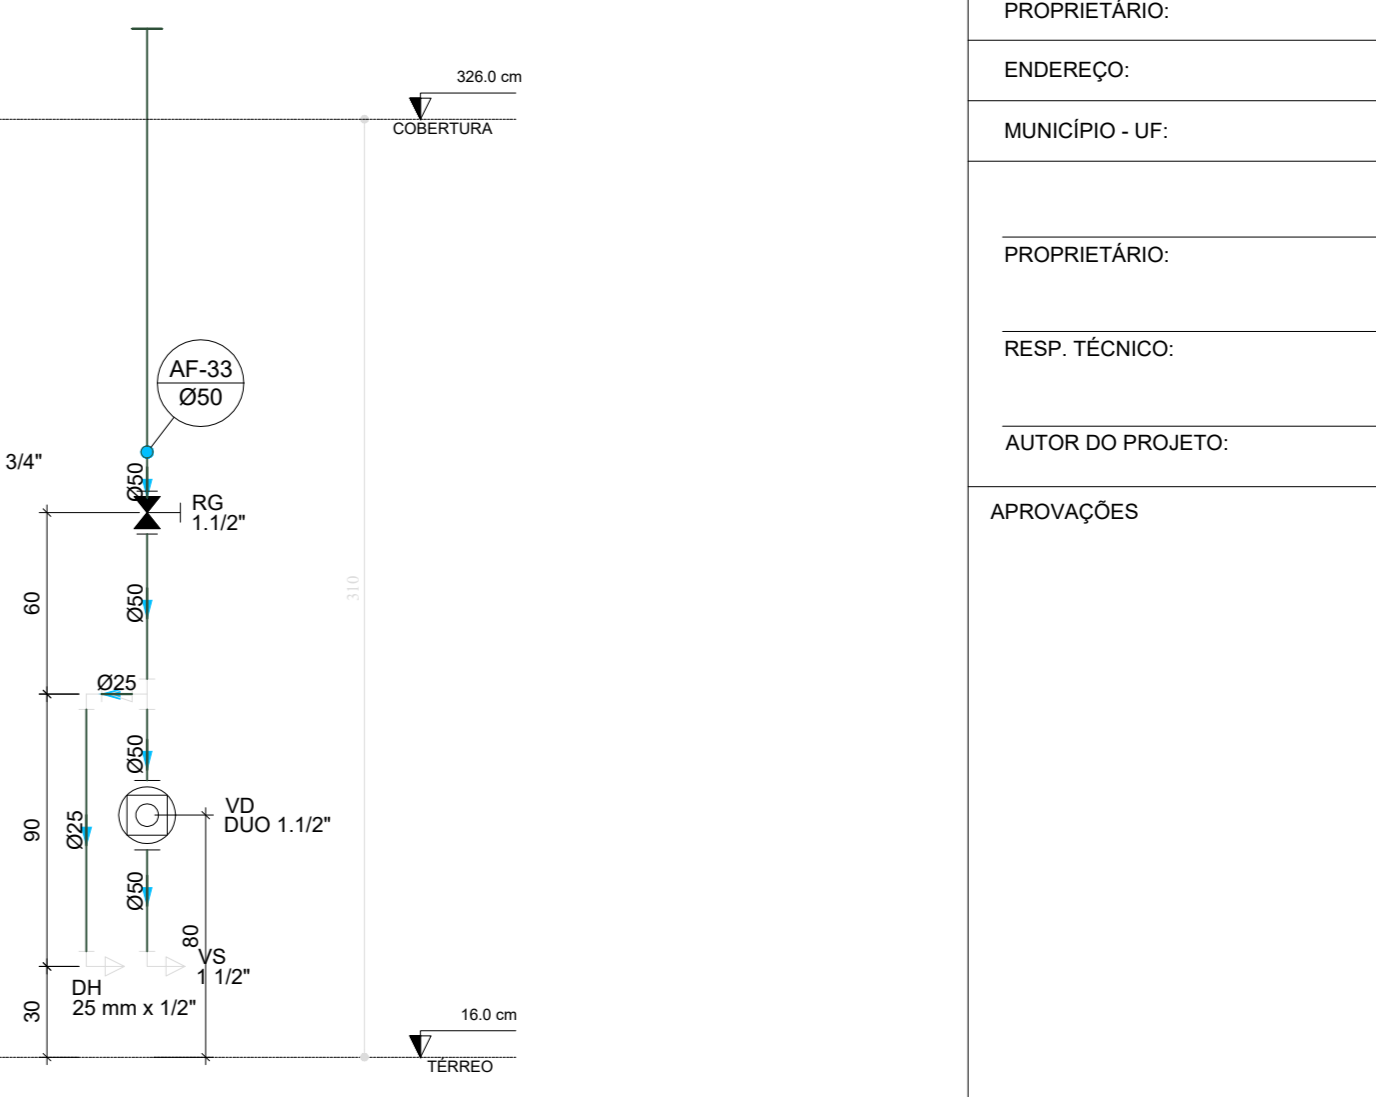 326.0 cm
COBERTURA
AF-33
Ø50
3/4"
Ø50
RG
1.1/2"
60
Ø50
310
Ø25
Ø50
VD
DUO 1.1/2"
90
Ø25
Ø50
80
VS
1 1/2"
DH
25 mm x 1/2"
30
16.0 cm
TÉRREO
PROPRIETÁRIO:
ENDEREÇO:
MUNICÍPIO - UF:
PROPRIETÁRIO:
RESP. TÉCNICO:
AUTOR DO PROJETO:
APROVAÇÕES